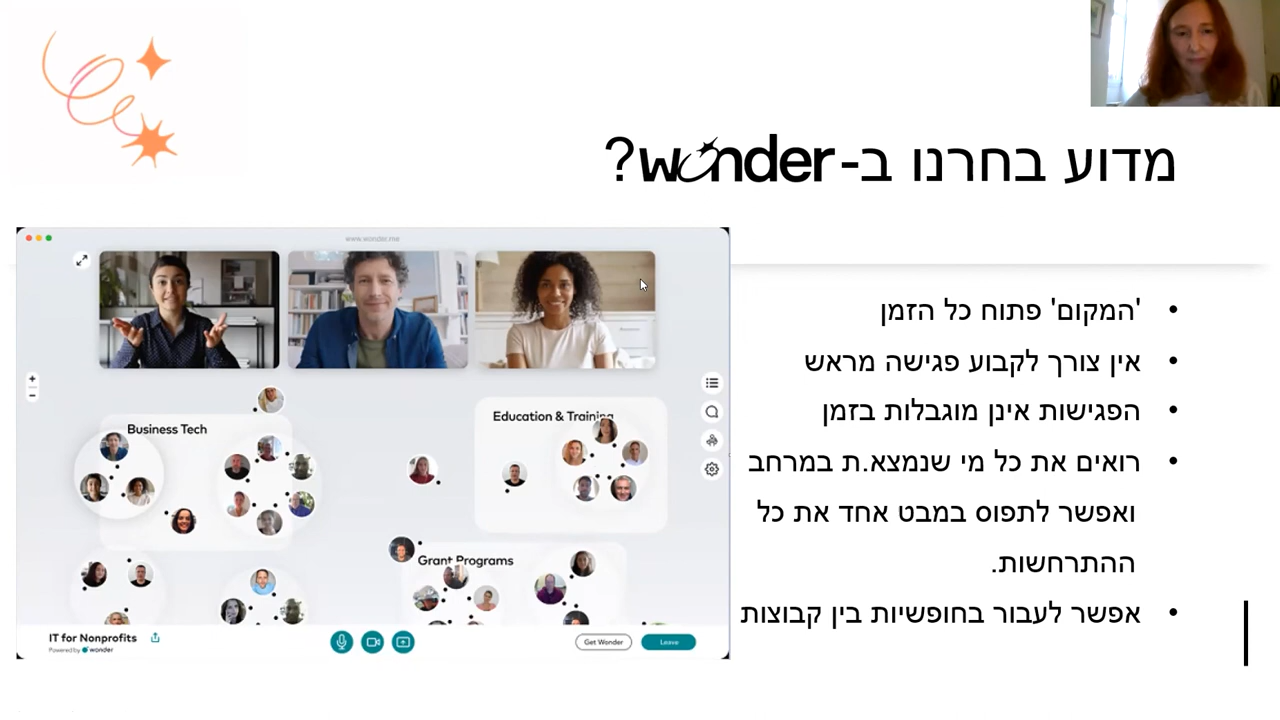 מדוע בחרנו ב-wonder?
www.wonder.me
Business Tech
Education & Training
Grant Programs
IT for Nonprofits
Powered by wonder
Get Wonder
Leave
• 'המקום' פתוח כל הזמן
• אין צורך לקבוע פגישה מראש
• הפגישות אינן מוגבלות בזמן
• רואים את כל מי שנמצא.ת במרחב
ואפשר לתפוס במבט אחד את כל
ההתרחשות.
• אפשר לעבור בחופשיות בין קבוצות